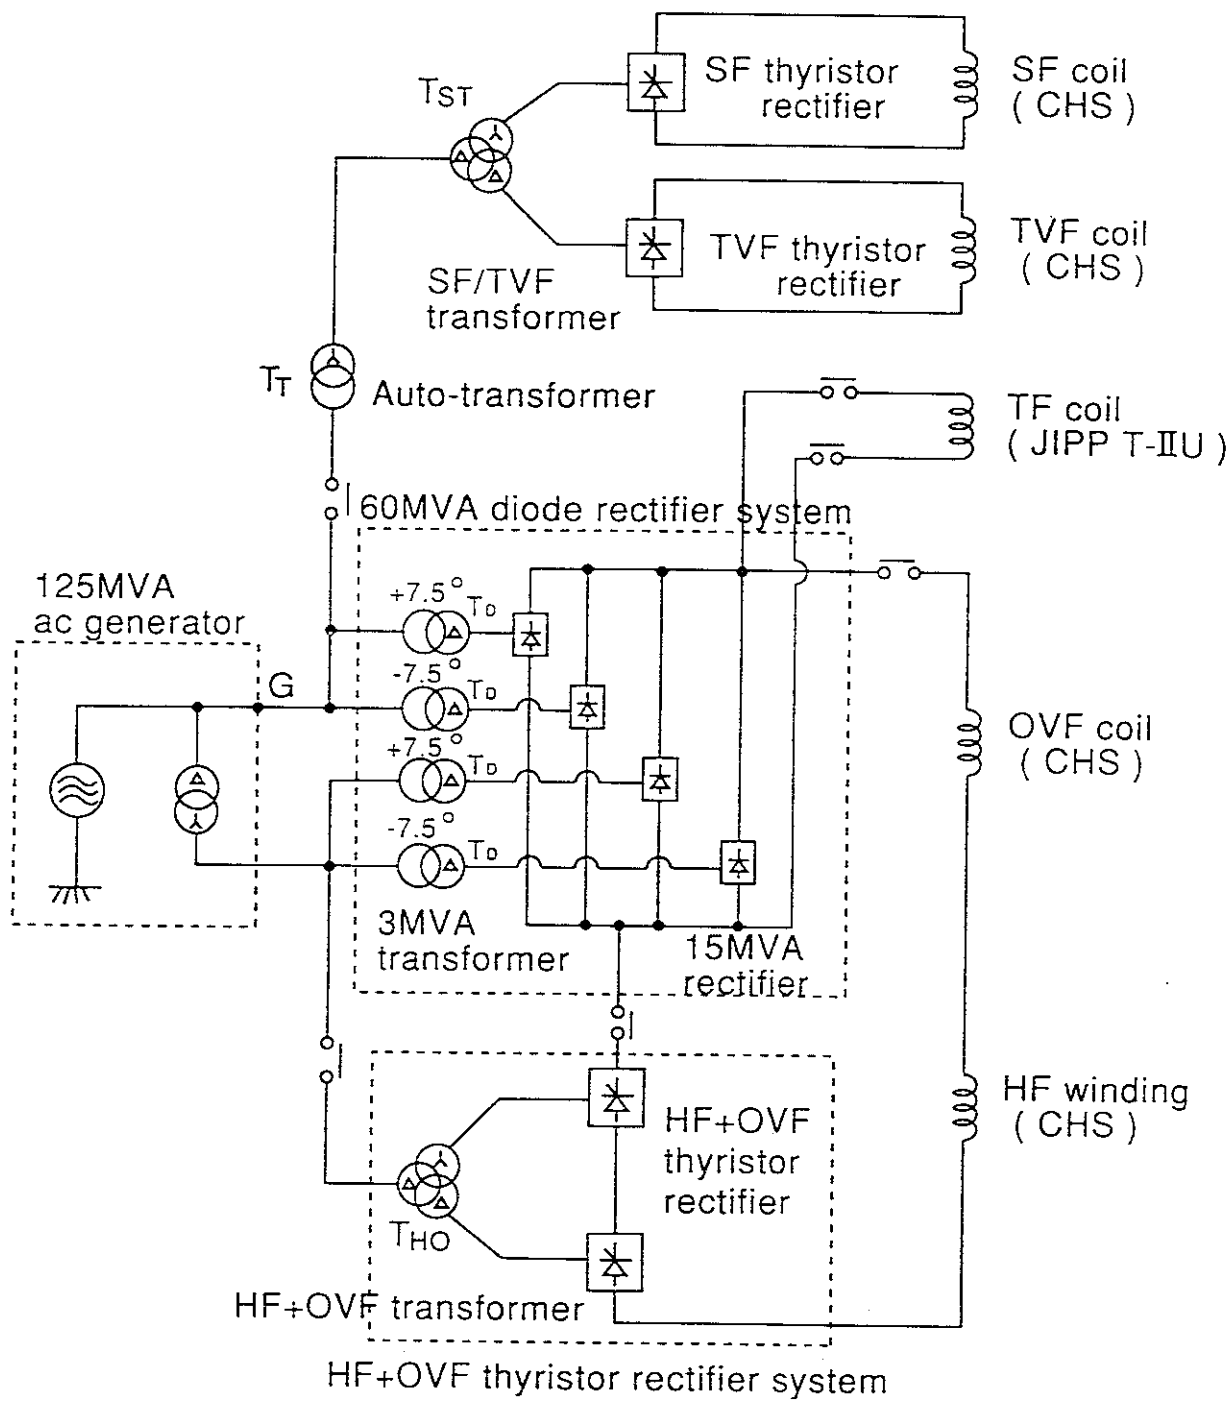 TST
SF thyristor
rectifier
SF coil
( CHS )
TVF thyristor
rectifier
TVF coil
( CHS )
SF/TVF
transformer
TT
Auto-transformer
TF coil
( JIPP T-IIU )
60MVA diode rectifier system
125MVA
ac generator
G
+7.5° TD
-7.5° TD
+7.5° TD
-7.5° TD
3MVA
transformer
15MVA
rectifier
OVF coil
( CHS )
HF winding
( CHS )
HF+OVF
thyristor
rectifier
THO
HF+OVF transformer
HF+OVF thyristor rectifier system